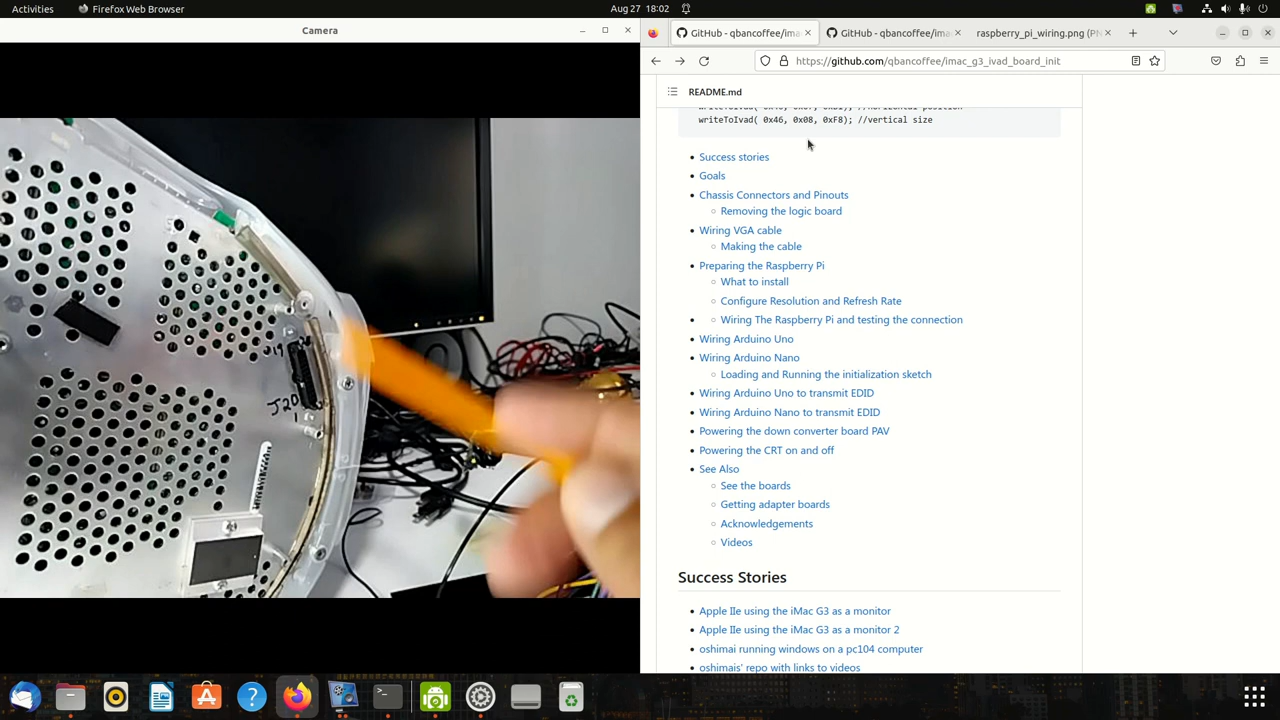 Activities
Firefox Web Browser
Aug 27 18:02
Camera
GitHub - qbancoffee/ima
GitHub - qbancoffee/ima
raspberry_pi_wiring.png (PN
https://github.com/qbancoffee/imac_g3_ivad_board_init
README.md
writeToIvad( 0x46, 0x08, 0xF8); //vertical size
Success stories
Goals
Chassis Connectors and Pinouts
Removing the logic board
Wiring VGA cable
Making the cable
Preparing the Raspberry Pi
What to install
Configure Resolution and Refresh Rate
Wiring The Raspberry Pi and testing the connection
Wiring Arduino Uno
Wiring Arduino Nano
Loading and Running the initialization sketch
Wiring Arduino Uno to transmit EDID
Wiring Arduino Nano to transmit EDID
Powering the down converter board PAV
Powering the CRT on and off
See Also
See the boards
Getting adapter boards
Acknowledgements
Videos
Success Stories
Apple IIe using the iMac G3 as a monitor
Apple IIe using the iMac G3 as a monitor 2
oshimai running windows on a pc104 computer
oshimais' repo with links to videos
J20
1